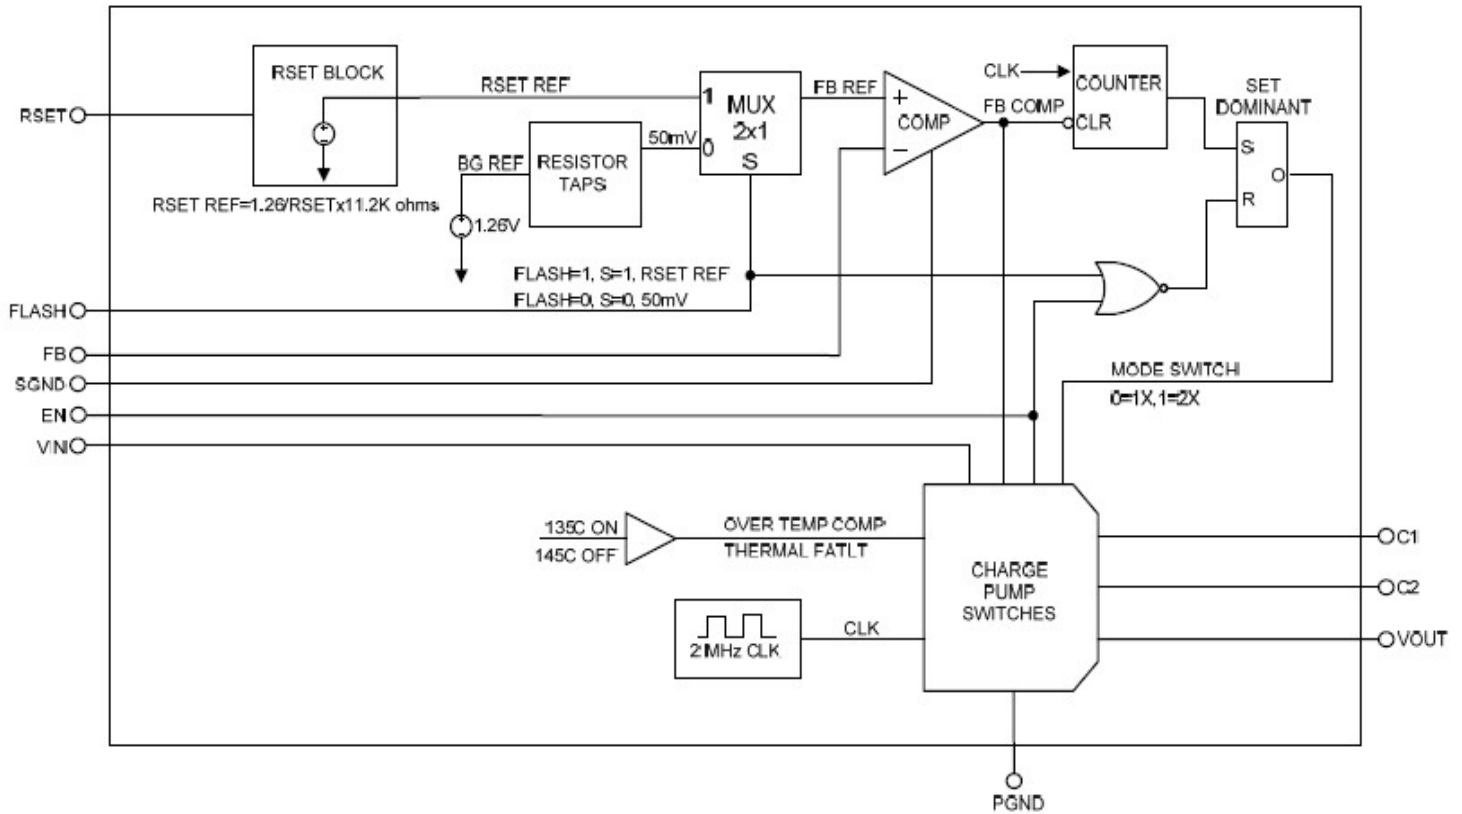 RSET BLOCK
RSET REF
RSET
RSET REF=1.26/RSETx11.2K ohms
BG REF
1.26V
RESISTOR
TAPS
50mV
1
0
MUX
2x1
S
FB REF
+
COMP
−
CLK
FB COMP
COUNTER
CLR
SET
DOMINANT
S
O
R
FLASH=1, S=1, RSET REF
FLASH=0, S=0, 50mV
FLASH
FB
SGND
EN
VIN
MODE SWITCH
0=1X,1=2X
135C ON
145C OFF
OVER TEMP COMP
THERMAL FATLT
2MHz CLK
CLK
CHARGE
PUMP
SWITCHES
C1
C2
VOUT
PGND